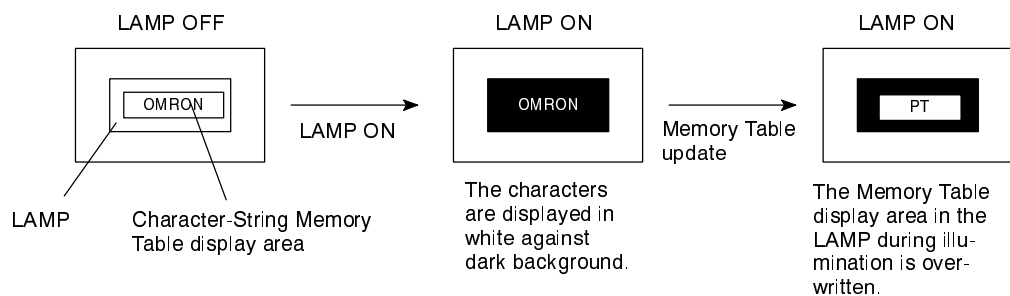 LAMP OFF
LAMP ON
LAMP ON
OMRON
OMRON
PT
LAMP ON
Memory Table
update
LAMP
Character-String Memory
Table display area
The characters
are displayed in
white against
dark background.
The Memory Table
display area in the
LAMP during illu-
mination is over-
written.